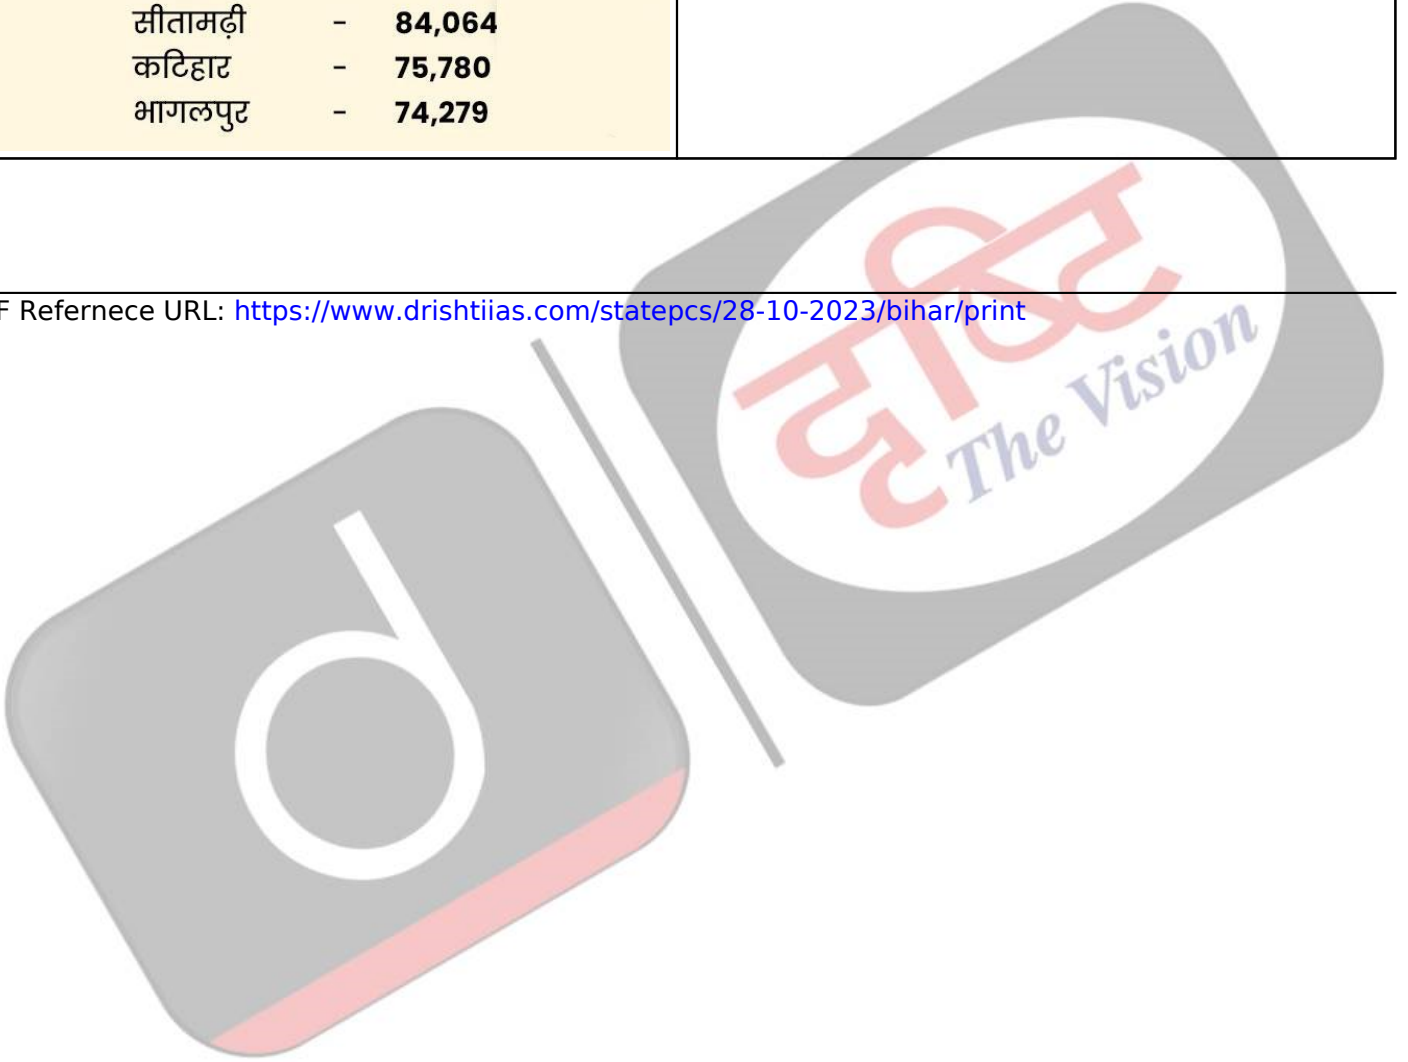 सीतामढ़ी - 84,064
कटिहार - 75,780
भागलपुर - 74,279
F Refernece URL: https://www.drishtiias.com/statepcs/28-10-2023/bihar/print
दृष्टि
The Vision
d